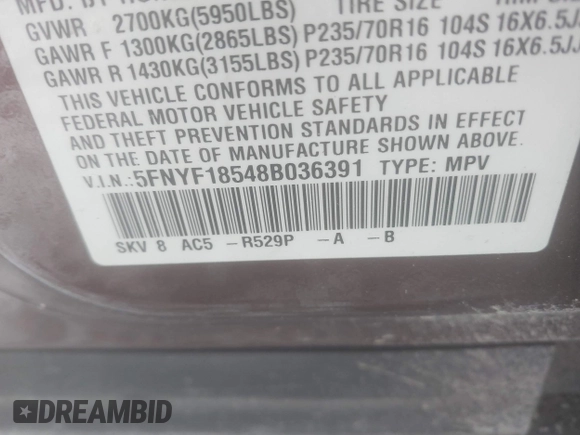 GVWR 2700KG(5950LBS) TIRE SIZE
GAWR F 1300KG(2865LBS) P235/70R16 104S 16X6.5J
GAWR R 1430KG(3155LBS) P235/70R16 104S 16X6.5J
THIS VEHICLE CONFORMS TO ALL APPLICABLE
FEDERAL MOTOR VEHICLE SAFETY
AND THEFT PREVENTION STANDARDS IN EFFECT
ON THE DATE OF MANUFACTURE SHOWN ABOVE.
V.I.N.:5FNYF18548B036391 TYPE: MPV
SKV 8 AC5 -R529P -A -B
DREAMBID